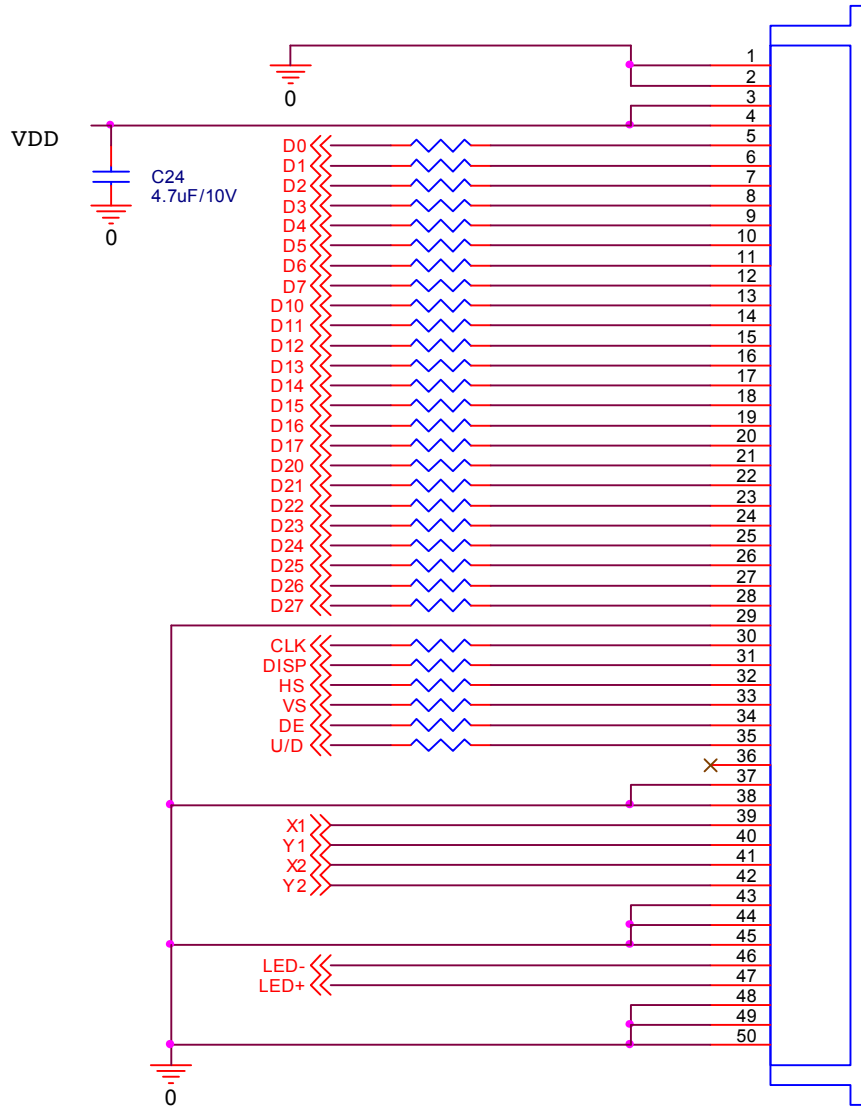 1
0
2
3
VDD
4
D0 5
C24
4.7uF/10V
0
D1 6
D2 7
D3 8
D4 9
D5 10
D6 11
D7 12
D10 13
D11 14
D12 15
D13 16
D14 17
D15 18
D16 19
D17 20
D20 21
D21 22
D22 23
D23 24
D24 25
D25 26
D26 27
D27 28
29
CLK 30
DISP 31
HS 32
VS 33
DE 34
U/D 35
36
37
38
X1 39
Y1 40
X2 41
Y2 42
43
44
45
LED- 46
LED+ 47
48
49
50
0